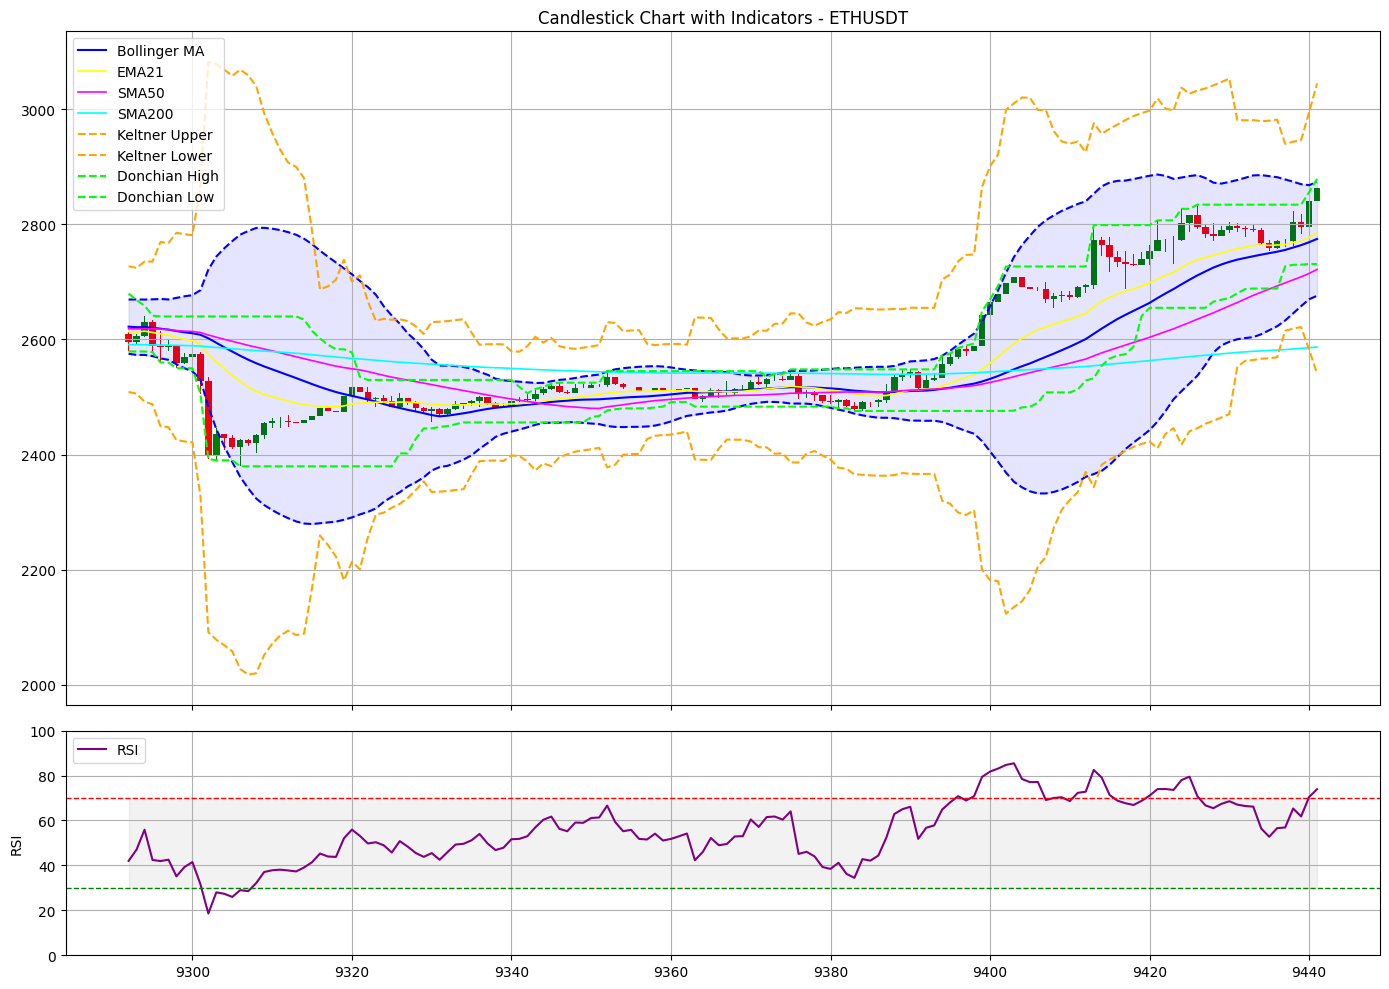 Candlestick Chart with Indicators - ETHUSDT
Bollinger MA
EMA21
SMA50
SMA200
Keltner Upper
Keltner Lower
Donchian High
Donchian Low
3000
2800
2600
2400
2200
2000
RSI
100
80
60
40
20
0
RSI
9300 9320 9340 9360 9380 9400 9420 9440